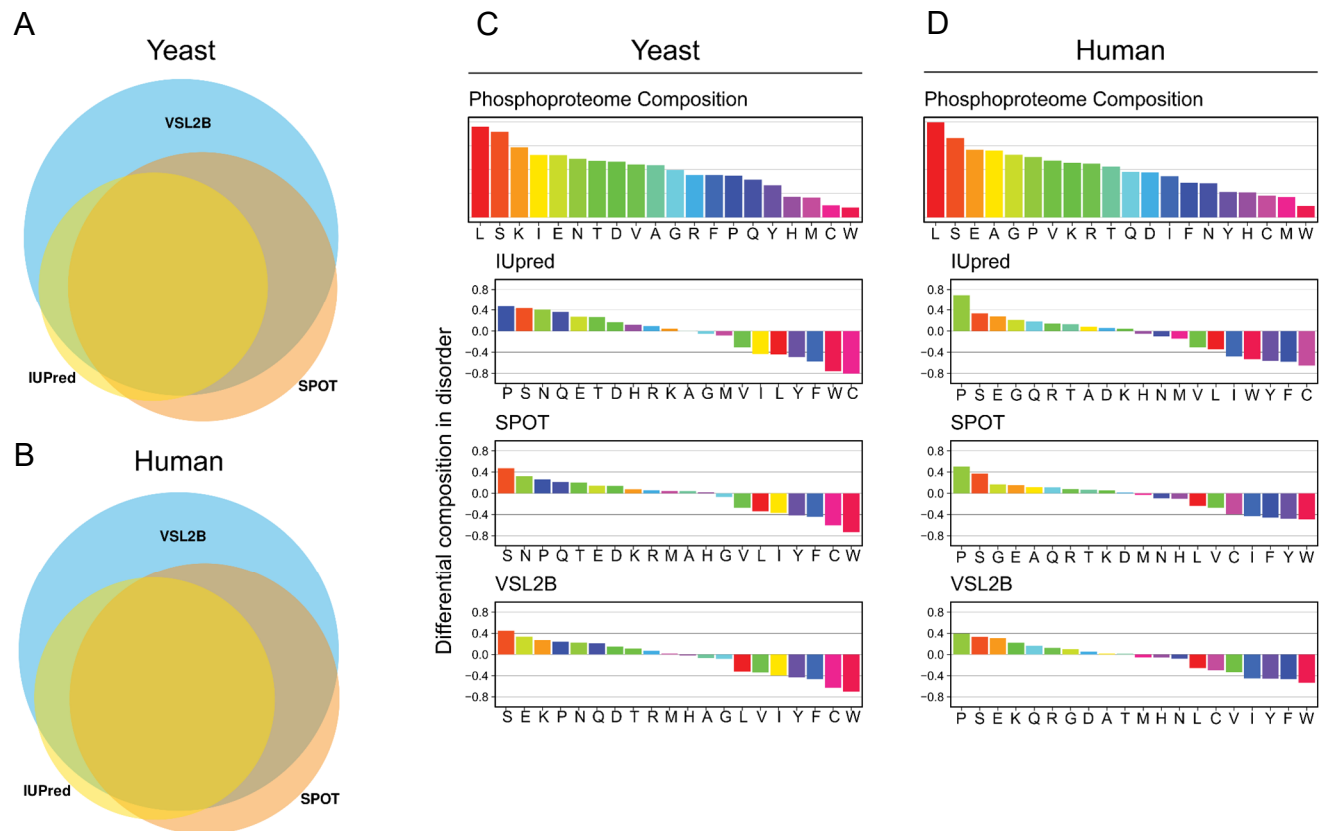 A
Yeast
VSL2B
IUPred
SPOT
B
Human
VSL2B
IUPred
SPOT
C
Yeast
Phosphoproteome Composition
L S K I E N T D V A G R F P Q Y H M C W
Differential composition in disorder
IUpred
0.8
0.4
0.0
−0.4
−0.8
P S N Q E T D H R K A G M V I L Y F W C
SPOT
0.8
0.4
0.0
−0.4
−0.8
S N P Q T E D K R M A H G V L I Y F C W
VSL2B
0.8
0.4
0.0
−0.4
−0.8
S E K P N Q D T R M H A G L V I Y F C W
D
Human
Phosphoproteome Composition
L S E A G P V K R T Q D I F N Y H C M W
IUpred
0.8
0.4
0.0
−0.4
−0.8
P S E G Q R T A D K H N M V L I W Y F C
SPOT
0.8
0.4
0.0
−0.4
−0.8
P S G E A Q R T K D M N H L V C I F Y W
VSL2B
0.8
0.4
0.0
−0.4
−0.8
P S E K Q R G D A T M H N L C V I Y F W